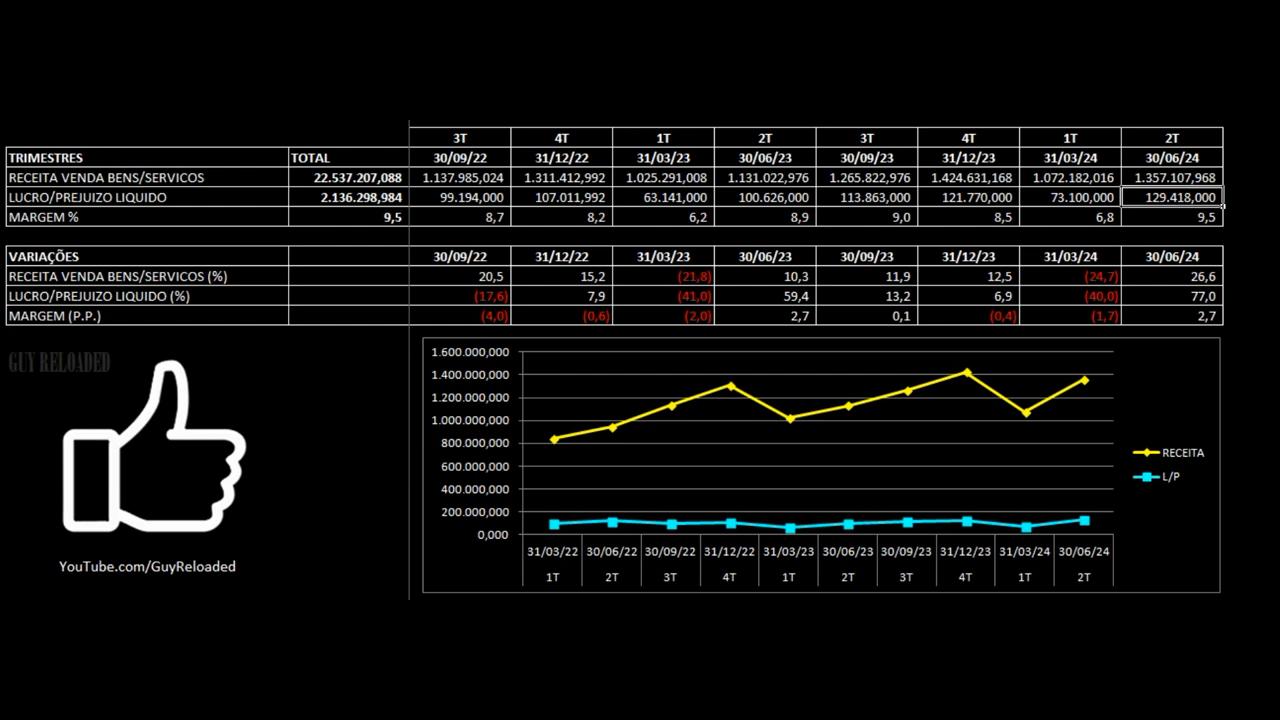 3T 4T 1T 2T 3T 4T 1T 2T
TRIMESTRES TOTAL 30/09/22 31/12/22 31/03/23 30/06/23 30/09/23 31/12/23 31/03/24 30/06/24
RECEITA VENDA BENS/SERVICOS 22.537.207,088 1.137.985,024 1.311.412,992 1.025.291,008 1.131.022,976 1.265.822,976 1.424.631,168 1.072.182,016 1.357.107,968
LUCRO/PREJUIZO LIQUIDO 2.136.298,984 99.194,000 107.011,992 63.141,000 100.626,000 113.863,000 121.770,000 73.100,000 129.418,000
MARGEM % 9,5 8,7 8,2 6,2 8,9 9,0 8,5 6,8 9,5
VARIAÇÕES 30/09/22 31/12/22 31/03/23 30/06/23 30/09/23 31/12/23 31/03/24 30/06/24
RECEITA VENDA BENS/SERVICOS (%) 20,5 15,2 (21,8) 10,3 11,9 12,5 (24,7) 26,6
LUCRO/PREJUIZO LIQUIDO (%) (17,6) 7,9 (41,0) 59,4 13,2 6,9 (40,0) 77,0
MARGEM (P.P.) (4,0) (0,6) (2,0) 2,7 0,1 (0,4) (1,7) 2,7
GUY RELOADED
YouTube.com/GuyReloaded
1.600.000,000
1.400.000,000
1.200.000,000
1.000.000,000
800.000,000
600.000,000
400.000,000
200.000,000
0,000
31/03/22 30/06/22 30/09/22 31/12/22 31/03/23 30/06/23 30/09/23 31/12/23 31/03/24 30/06/24
1T 2T 3T 4T 1T 2T 3T 4T 1T 2T
RECEITA
L/P